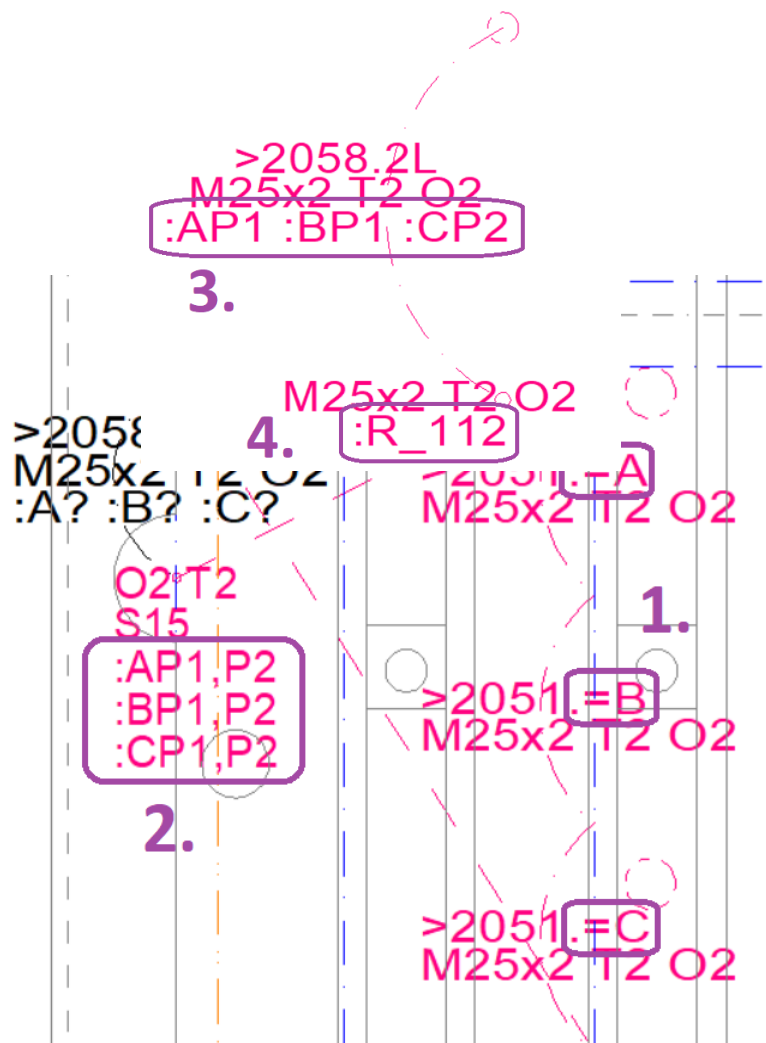 >2058.2L
M25x2 T2 O2
:AP1 :BP1 :CP2
3.
M25x2 T2 O2
:R_112
4.
>2058
M25x2 T2 O2
:A? :B? :C?
M25x2 T2 O2
O2 T2
S15
:AP1,P2
:BP1,P2
:CP1,P2
2.
1.
>2051.=B
M25x2 T2 O2
>2051.=C
M25x2 T2 O2